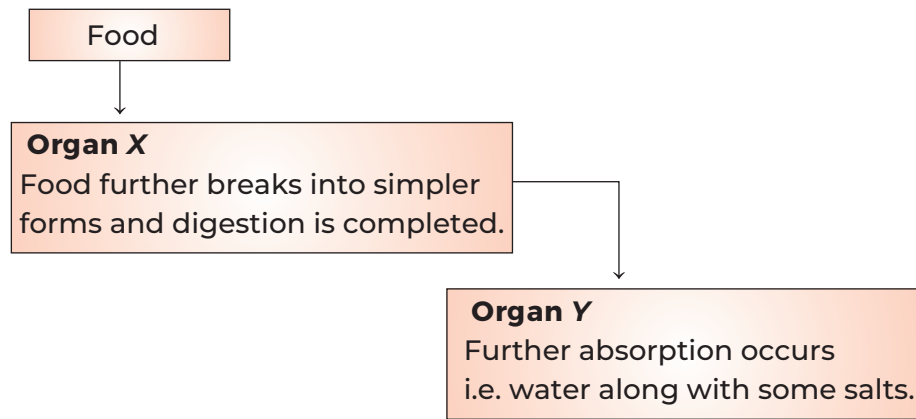 Food
Organ X
Food further breaks into simpler
forms and digestion is completed.
Organ Y
Further absorption occurs
i.e. water along with some salts.